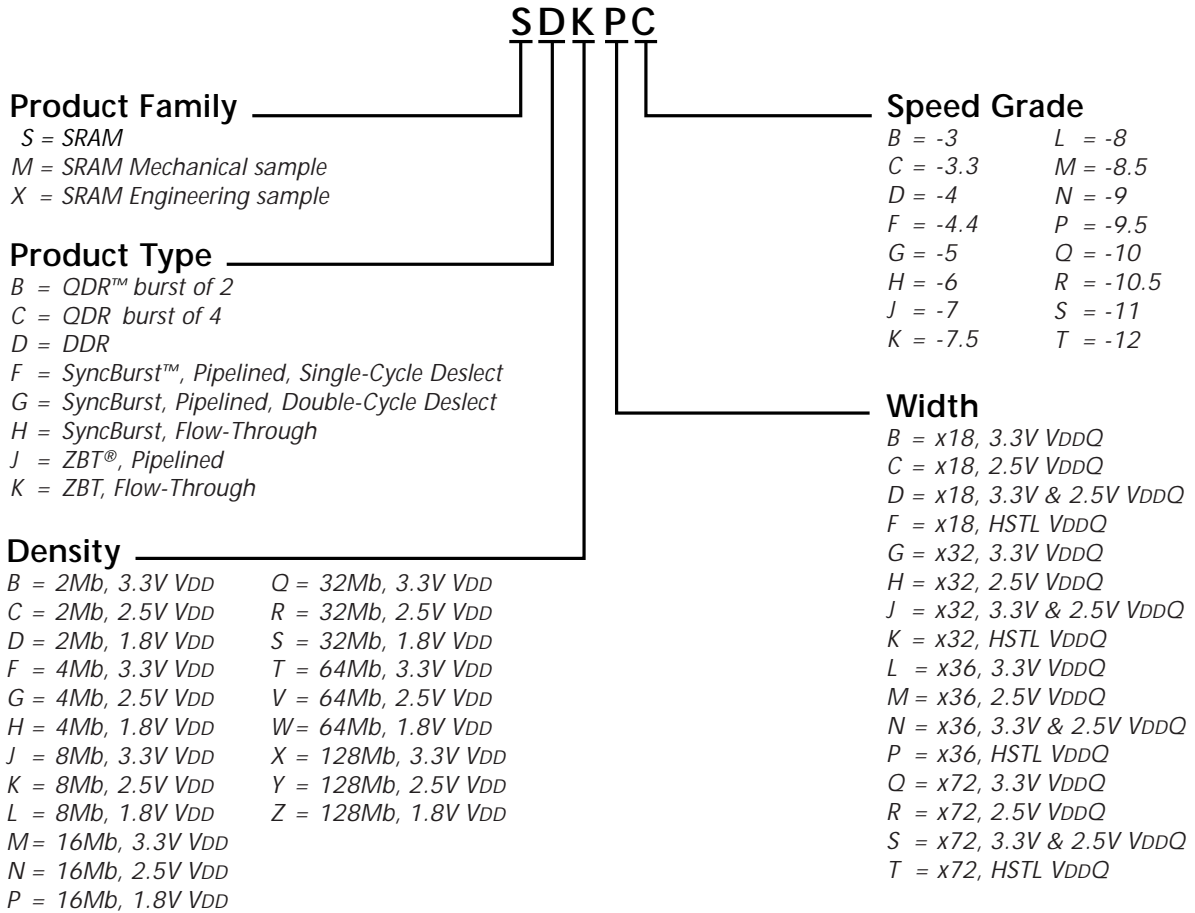 SDKPC
Product Family
S = SRAM
M = SRAM Mechanical sample
X = SRAM Engineering sample
Product Type
B = QDR™ burst of 2
C = QDR burst of 4
D = DDR
F = SyncBurst™, Pipelined, Single-Cycle Deslect
G = SyncBurst, Pipelined, Double-Cycle Deslect
H = SyncBurst, Flow-Through
J = ZBT®, Pipelined
K = ZBT, Flow-Through
Density
B = 2Mb, 3.3V VDD
C = 2Mb, 2.5V VDD
D = 2Mb, 1.8V VDD
F = 4Mb, 3.3V VDD
G = 4Mb, 2.5V VDD
H = 4Mb, 1.8V VDD
J = 8Mb, 3.3V VDD
K = 8Mb, 2.5V VDD
L = 8Mb, 1.8V VDD
M = 16Mb, 3.3V VDD
N = 16Mb, 2.5V VDD
P = 16Mb, 1.8V VDD
Q = 32Mb, 3.3V VDD
R = 32Mb, 2.5V VDD
S = 32Mb, 1.8V VDD
T = 64Mb, 3.3V VDD
V = 64Mb, 2.5V VDD
W = 64Mb, 1.8V VDD
X = 128Mb, 3.3V VDD
Y = 128Mb, 2.5V VDD
Z = 128Mb, 1.8V VDD
Speed Grade
B = -3
C = -3.3
D = -4
F = -4.4
G = -5
H = -6
J = -7
K = -7.5
L = -8
M = -8.5
N = -9
P = -9.5
Q = -10
R = -10.5
S = -11
T = -12
Width
B = x18, 3.3V VDDQ
C = x18, 2.5V VDDQ
D = x18, 3.3V & 2.5V VDDQ
F = x18, HSTL VDDQ
G = x32, 3.3V VDDQ
H = x32, 2.5V VDDQ
J = x32, 3.3V & 2.5V VDDQ
K = x32, HSTL VDDQ
L = x36, 3.3V VDDQ
M = x36, 2.5V VDDQ
N = x36, 3.3V & 2.5V VDDQ
P = x36, HSTL VDDQ
Q = x72, 3.3V VDDQ
R = x72, 2.5V VDDQ
S = x72, 3.3V & 2.5V VDDQ
T = x72, HSTL VDDQ